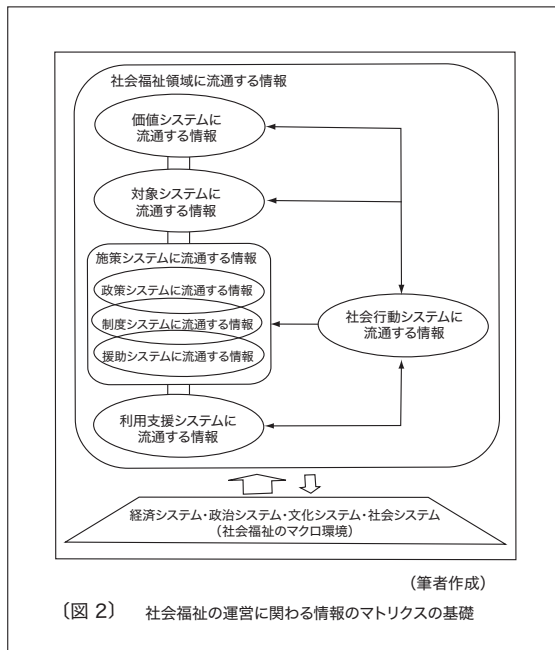 社会福祉領域に流通する情報
価値システムに
流通する情報
対象システムに
流通する情報
施策システムに流通する情報
政策システムに流通する情報
制度システムに流通する情報
援助システムに流通する情報
社会行動システムに
流通する情報
利用支援システムに
流通する情報
経済システム・政治システム・文化システム・社会システム
（社会福祉のマクロ環境）
（筆者作成）
〔図 2〕 社会福祉の運営に関わる情報のマトリクスの基礎